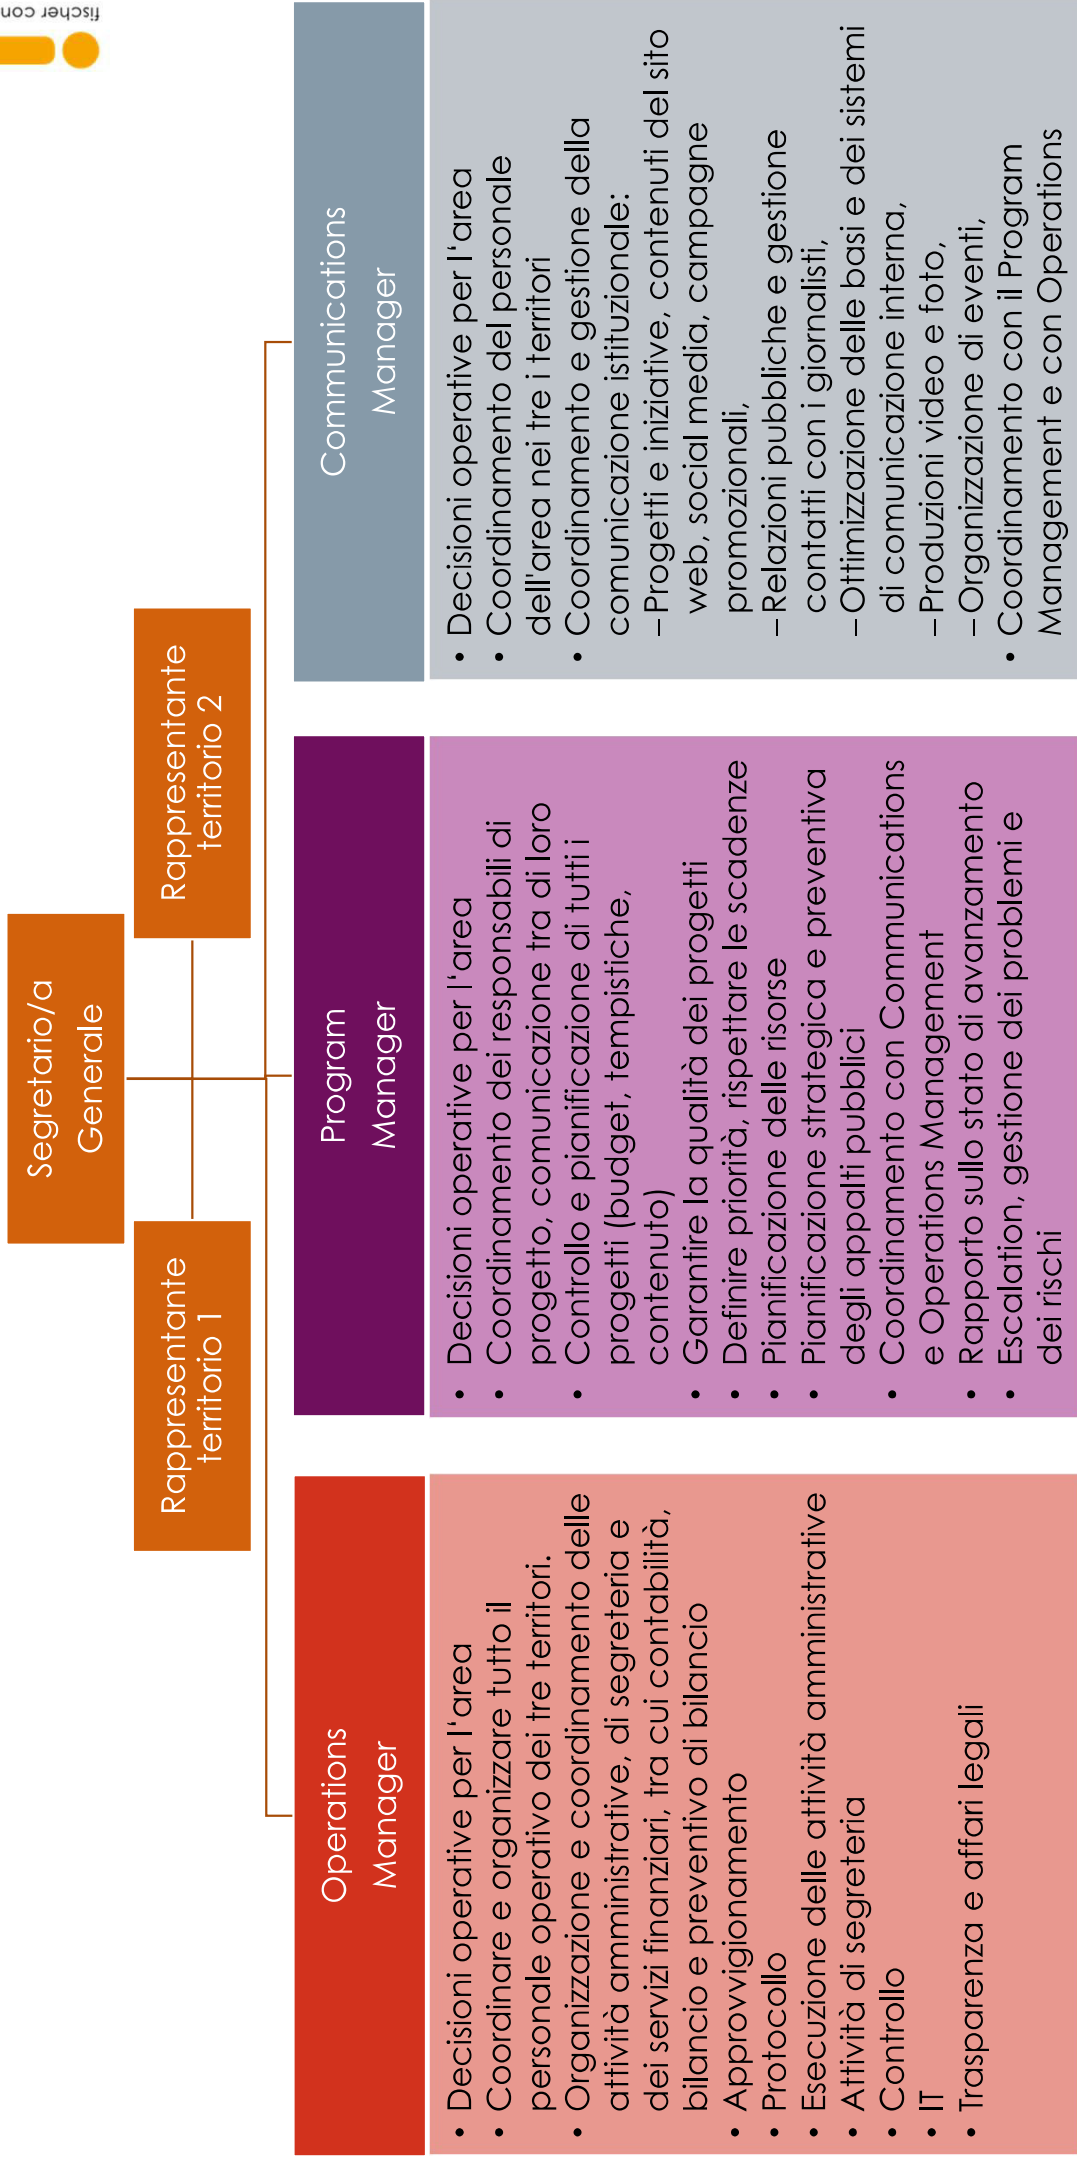 fischer con
Segretario/a
Generale
Rappresentante
territorio 1
Rappresentante
territorio 2
Operations
Manager
• Decisioni operative per l‘area
• Coordinare e organizzare tutto il
personale operativo dei tre territori.
• Organizzazione e coordinamento delle
attività amministrative, di segreteria e
dei servizi finanziari, tra cui contabilità,
bilancio e preventivo di bilancio
• Approvvigionamento
• Protocollo
• Esecuzione delle attività amministrative
• Attività di segreteria
• Controllo
• IT
• Trasparenza e affari legali
Program
Manager
• Decisioni operative per l‘area
• Coordinamento dei responsabili di
progetto, comunicazione tra di loro
• Controllo e pianificazione di tutti i
progetti (budget, tempistiche,
contenuto)
• Garantire la qualità dei progetti
• Definire priorità, rispettare le scadenze
• Pianificazione delle risorse
• Pianificazione strategica e preventiva
degli appalti pubblici
• Coordinamento con Communications
e Operations Management
• Rapporto sullo stato di avanzamento
• Escalation, gestione dei problemi e
dei rischi
Communications
Manager
• Decisioni operative per l‘area
• Coordinamento del personale
dell'area nei tre i territori
• Coordinamento e gestione della
comunicazione istituzionale:
– Progetti e iniziative, contenuti del sito
web, social media, campagne
promozionali,
– Relazioni pubbliche e gestione
contatti con i giornalisti,
– Ottimizzazione delle basi e dei sistemi
di comunicazione interna,
– Produzioni video e foto,
– Organizzazione di eventi,
• Coordinamento con il Program
Management e con Operations